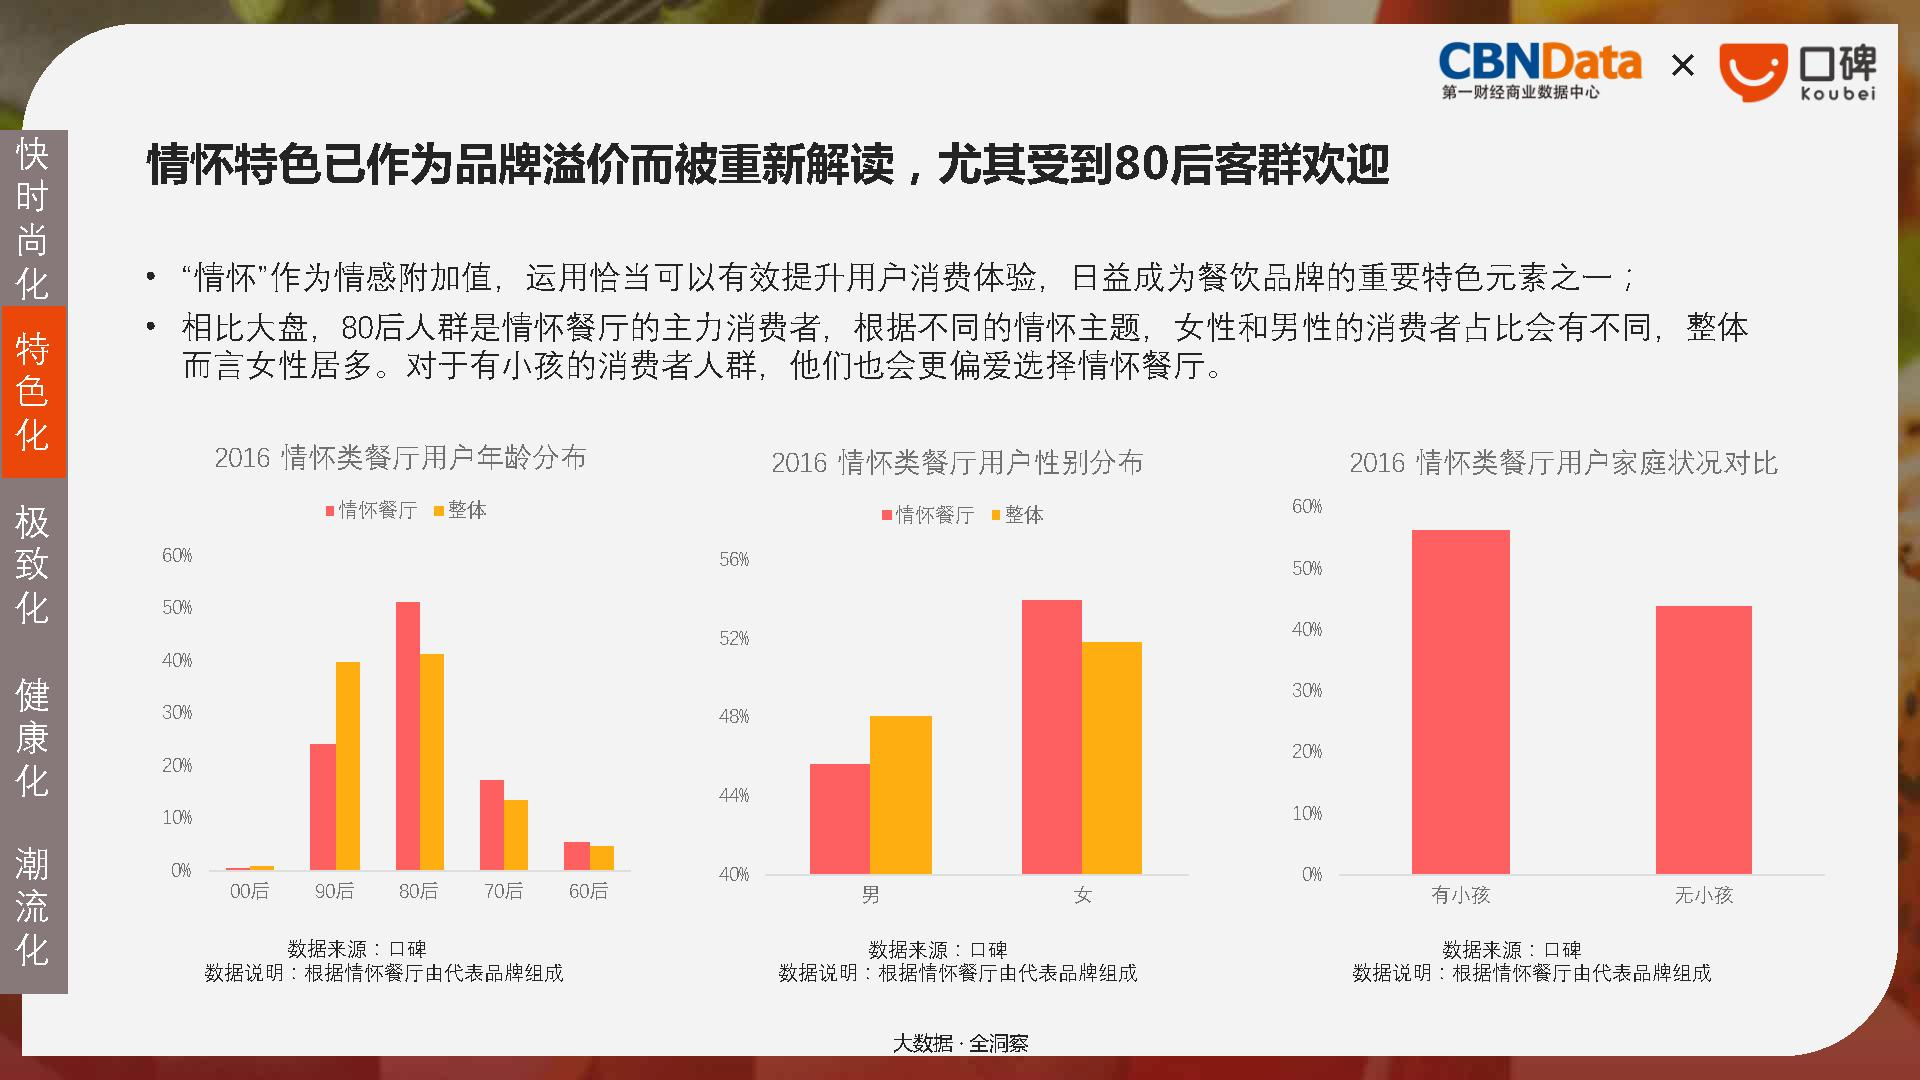 CBNData
第一财经商业数据中心
×
口碑
Koubei
快时尚化
特色化
极致化
健康化
潮流化
情怀特色已作为品牌溢价而被重新解读，尤其受到80后客群欢迎
• “情怀”作为情感附加值，运用恰当可以有效提升用户消费体验，日益成为餐饮品牌的重要特色元素之一；
• 相比大盘，80后人群是情怀餐厅的主力消费者，根据不同的情怀主题，女性和男性的消费者占比会有不同，整体
而言女性居多。对于有小孩的消费者人群，他们也会更偏爱选择情怀餐厅。
2016 情怀类餐厅用户年龄分布
情怀餐厅 整体
60%
50%
40%
30%
20%
10%
0%
00后 90后 80后 70后 60后
数据来源：口碑
数据说明：根据情怀餐厅由代表品牌组成
2016 情怀类餐厅用户性别分布
情怀餐厅 整体
56%
52%
48%
44%
40%
男 女
数据来源：口碑
数据说明：根据情怀餐厅由代表品牌组成
2016 情怀类餐厅用户家庭状况对比
60%
50%
40%
30%
20%
10%
0%
有小孩 无小孩
数据来源：口碑
数据说明：根据情怀餐厅由代表品牌组成
大数据·全洞察